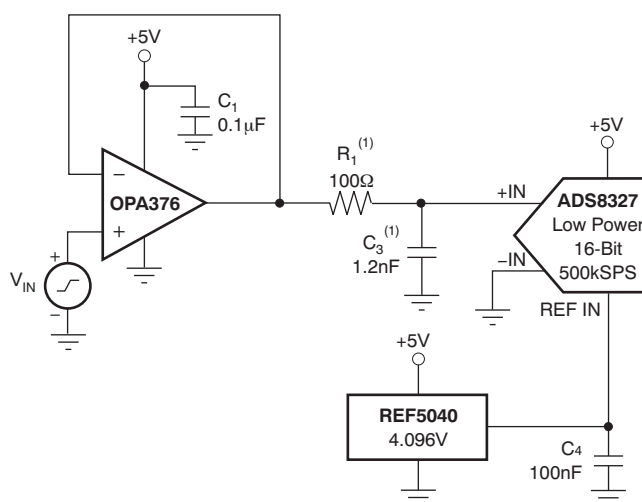 +5V
C1
0.1μF
−
OPA376
+
+
VIN
−
R1(1)
100Ω
C3(1)
1.2nF
+5V
+IN
ADS8327
Low Power
16-Bit
500kSPS
−IN
REF IN
+5V
REF5040
4.096V
C4
100nF